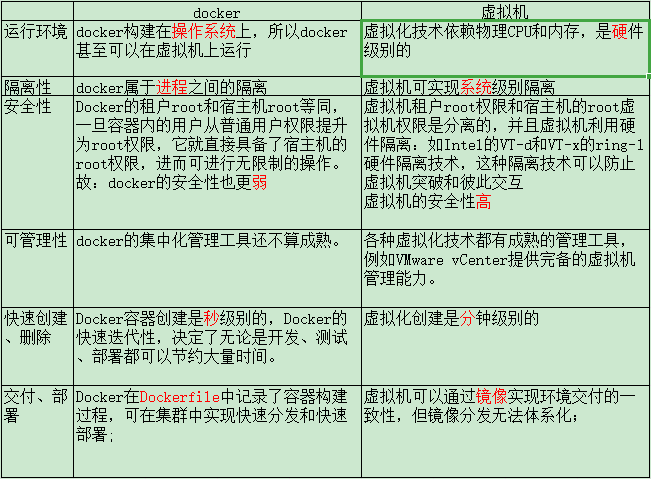 docker
虚拟机
运行环境
docker构建在操作系统上，所以docker
甚至可以在虚拟机上运行
虚拟化技术依赖物理CPU和内存，是硬件
级别的
隔离性
docker属于进程之间的隔离
虚拟机可实现系统级别隔离
安全性
Docker的租户root和宿主机root等同，
一旦容器内的用户从普通用户权限提升
为root权限，它就直接具备了宿主机的
root权限，进而可进行无限制的操作。
故：docker的安全性也更弱
虚拟机租户root权限和宿主机的root虚
拟机权限是分离的，并且虚拟机利用硬
件隔离：如Intel的VT-d和VT-x的ring-1
硬件隔离技术，这种隔离技术可以防止
虚拟机突破和彼此交互
虚拟机的安全性高
可管理性
docker的集中化管理工具还不算成熟。
各种虚拟化技术都有成熟的管理工具，
例如VMware vCenter提供完备的虚拟机
管理能力。
快速创建
、删除
Docker容器创建是秒级别的，Docker的
快速迭代性，决定了无论是开发、测试
、部署都可以节约大量时间。
虚拟化创建是分钟级别的
交付、部
署
Docker在Dockerfile中记录了容器构建
过程，可在集群中实现快速分发和快速
部署;
虚拟机可以通过镜像实现环境交付的一
致性，但镜像分发无法体系化；